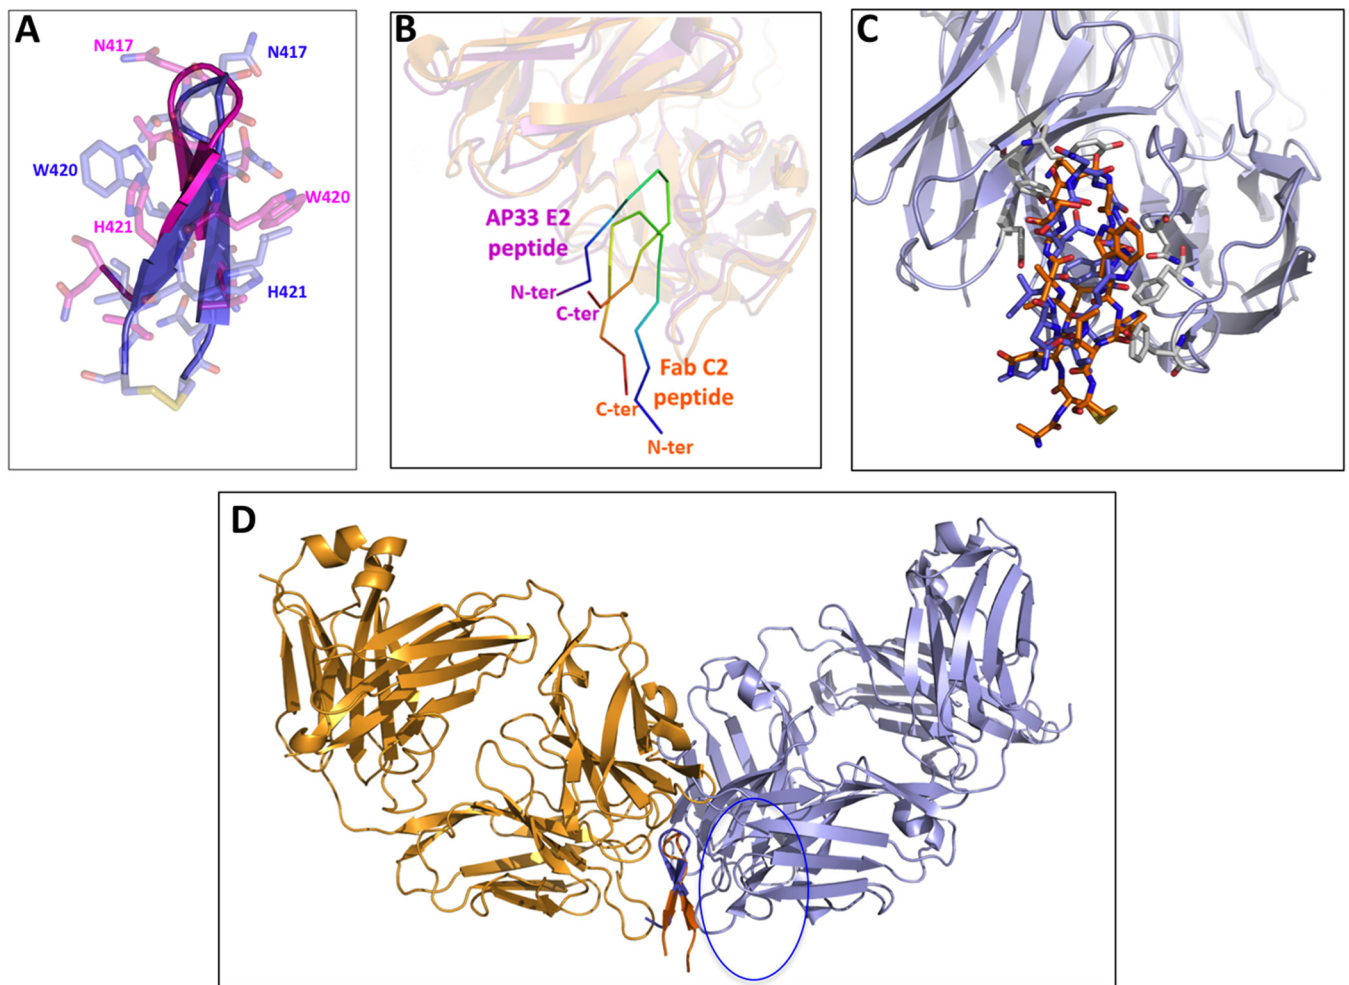 A
N417
N417
W420
W420
H421
H421
B
AP33 E2
peptide
N-ter
C-ter
Fab C2
peptide
C-ter
N-ter
C
D